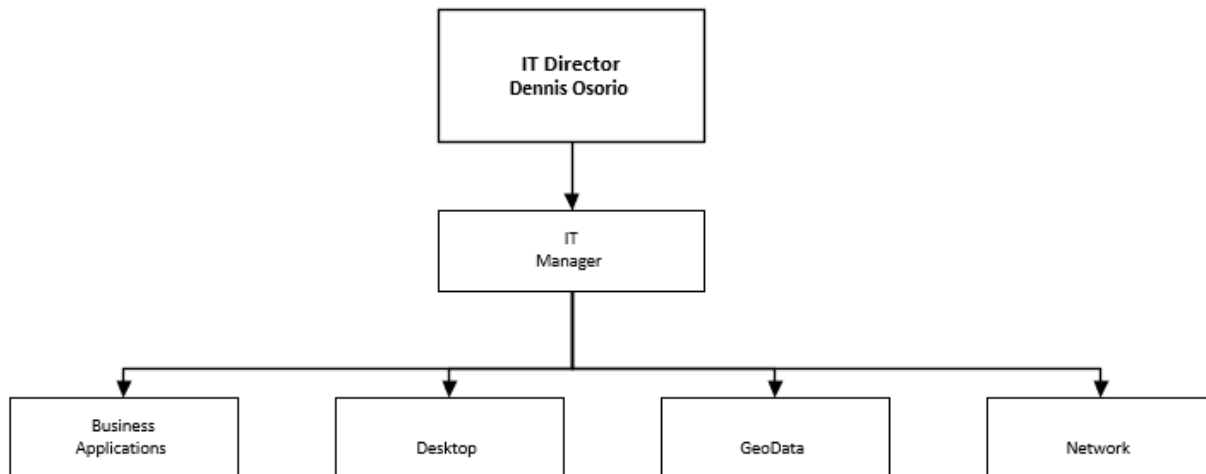 IT Director
Dennis Osorio
IT
Manager
Business
Applications
Desktop
GeoData
Network